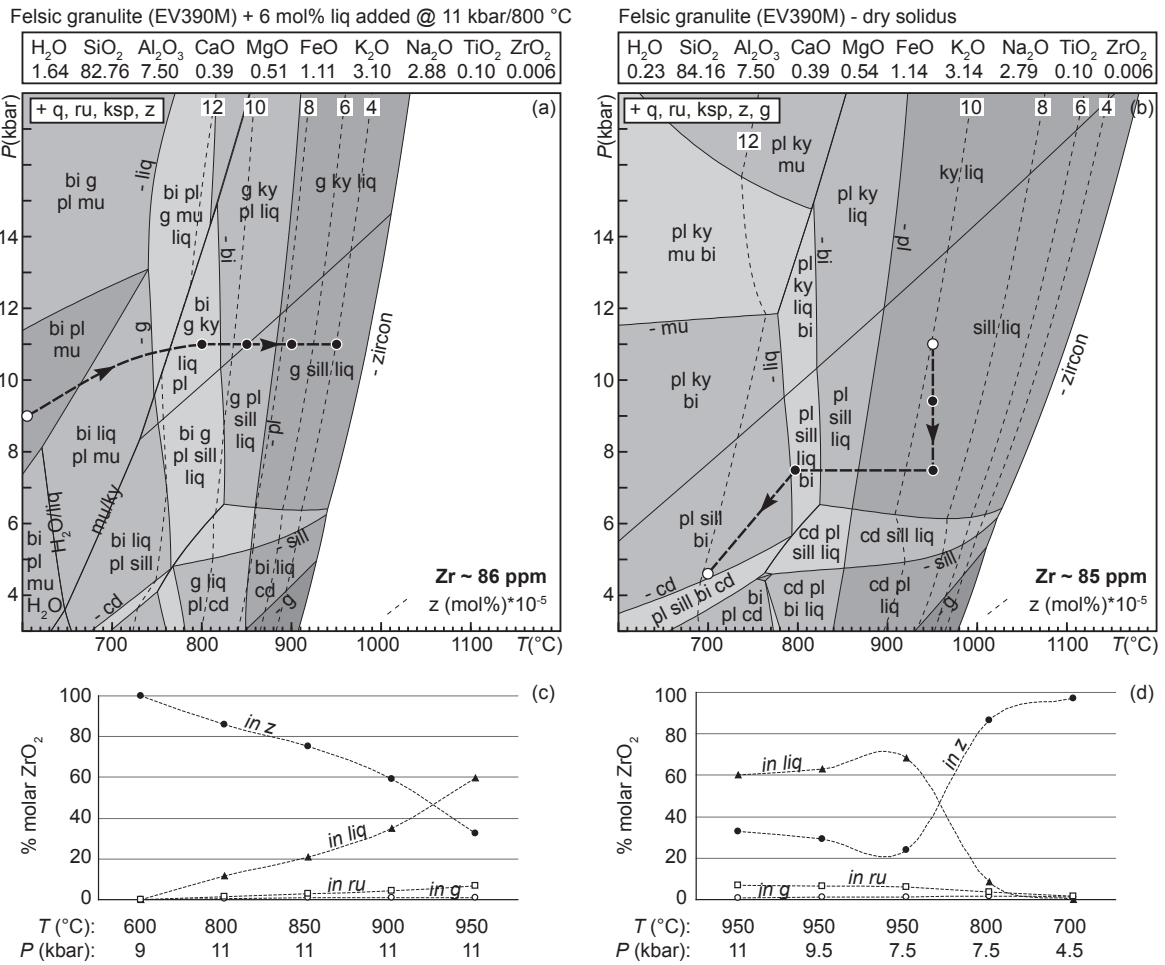 Felsic granulite (EV390M) + 6 mol% liq added @ 11 kbar/800 °C
H₂O SiO₂ Al₂O₃ CaO MgO FeO K₂O Na₂O TiO₂ ZrO₂
1.64 82.76 7.50 0.39 0.51 1.11 3.10 2.88 0.10 0.006
+ q, ru, ksp, z
12 10 8 6 4
(a)
P(kbar)
14
12
10
8
6
4
bi g
pl mu
- liq
bi pl
g mu
liq
g ky
pl liq
g ky liq
- bi
bi pl
mu
- g
bi
g ky
liq
pl
g sill liq
- zircon
bi liq
pl mu
bi g
pl sill
liq
g pl
sill
liq
- pl
H₂O/liq
mu/ky
bi
pl
mu
H₂O
bi liq
pl sill
- cd
g liq
pl cd
bi liq
cd
- sill
- g
Zr ~ 86 ppm
z (mol%)*10⁻⁵
700 800 900 1000 1100 T(°C)
Felsic granulite (EV390M) - dry solidus
H₂O SiO₂ Al₂O₃ CaO MgO FeO K₂O Na₂O TiO₂ ZrO₂
0.23 84.16 7.50 0.39 0.54 1.14 3.14 2.79 0.10 0.006
+ q, ru, ksp, z, g
12 10 8 6 4
(b)
P(kbar)
14
12
10
8
6
4
pl ky
mu
pl ky
mu bi
pl ky
liq
ky liq
- bi
- pl
pl
ky
liq
bi
- mu
- liq
sill liq
- zircon
pl ky
bi
pl
sill
liq
bi
pl
sill
liq
pl sill
bi
cd pl
sill liq
cd sill liq
- cd
pl sill bi cd
bi
pl cd
cd pl
bi liq
cd pl
liq
- sill
- g
Zr ~ 85 ppm
z (mol%)*10⁻⁵
700 800 900 1000 1100 T(°C)
(c)
% molar ZrO₂
100
80
60
40
20
0
in z
in liq
in ru
in g
T (°C): 600 800 850 900 950
P (kbar): 9 11 11 11 11
(d)
% molar ZrO₂
100
80
60
40
20
0
in liq
in z
in ru
in g
T (°C): 950 950 950 800 700
P (kbar): 11 9.5 7.5 7.5 4.5